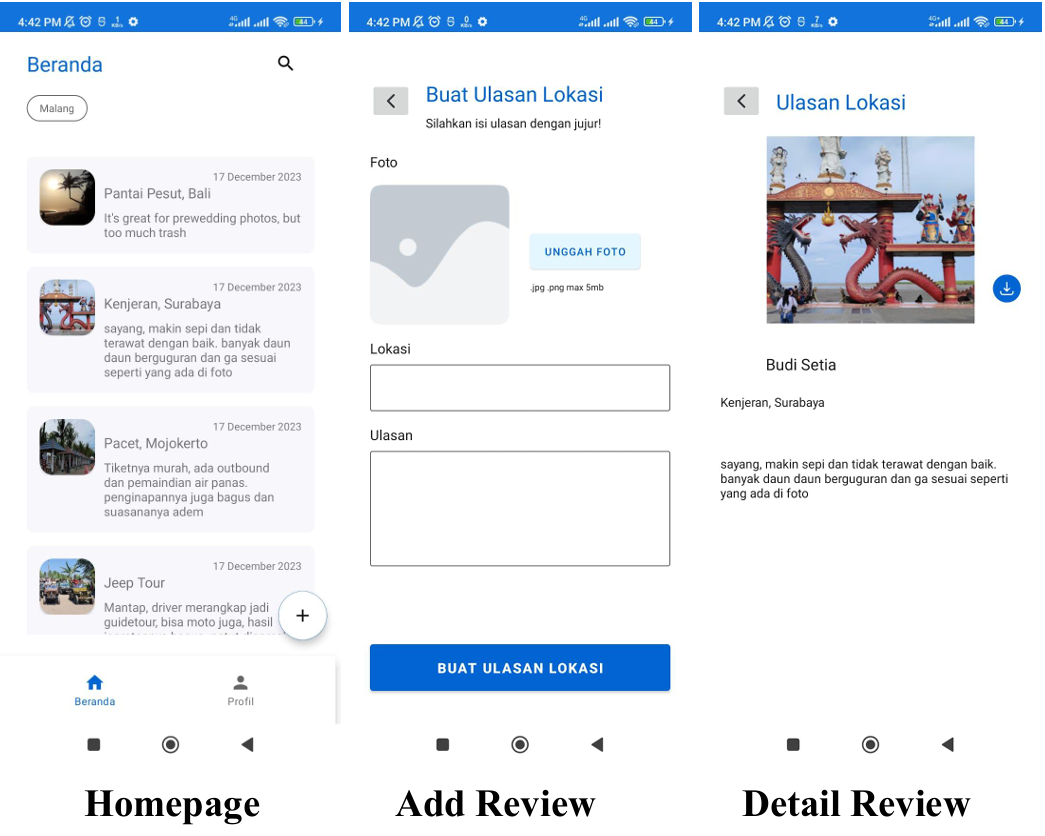 4:42 PM
44
Beranda
Malang
17 December 2023
Pantai Pesut, Bali
It's great for prewedding photos, but
too much trash
17 December 2023
Kenjeran, Surabaya
sayang, makin sepi dan tidak
terawat dengan baik. banyak daun
daun berguguran dan ga sesuai
seperti yang ada di foto
17 December 2023
Pacet, Mojokerto
Tiketnya murah, ada outbound
dan pemaindian air panas.
penginapannya juga bagus dan
suasananya adem
17 December 2023
Jeep Tour
Mantap, driver merangkap jadi
guidetour, bisa moto juga, hasil
+
Beranda
Profil
Homepage
4:42 PM
44
Buat Ulasan Lokasi
Silahkan isi ulasan dengan jujur!
Foto
UNGGAH FOTO
.jpg .png max 5mb
Lokasi
Ulasan
BUAT ULASAN LOKASI
Add Review
4:42 PM
44
Ulasan Lokasi
Budi Setia
Kenjeran, Surabaya
sayang, makin sepi dan tidak terawat dengan baik.
banyak daun daun berguguran dan ga sesuai seperti
yang ada di foto
Detail Review